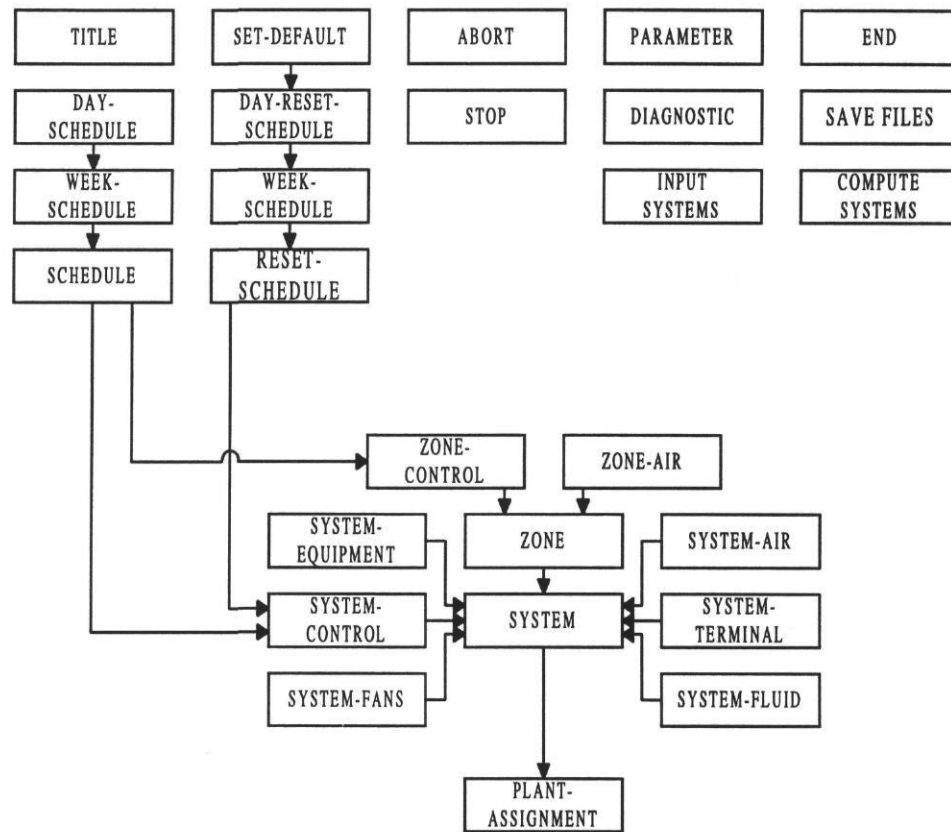 TITLE
SET-DEFAULT
ABORT
PARAMETER
END
DAY-
SCHEDULE
DAY-RESET-
SCHEDULE
STOP
DIAGNOSTIC
SAVE FILES
WEEK-
SCHEDULE
WEEK-
SCHEDULE
INPUT
SYSTEMS
COMPUTE
SYSTEMS
SCHEDULE
RESET-
SCHEDULE
ZONE-
CONTROL
ZONE-AIR
SYSTEM-
EQUIPMENT
ZONE
SYSTEM-AIR
SYSTEM-
CONTROL
SYSTEM
SYSTEM-
TERMINAL
SYSTEM-FANS
SYSTEM-FLUID
PLANT-
ASSIGNMENT